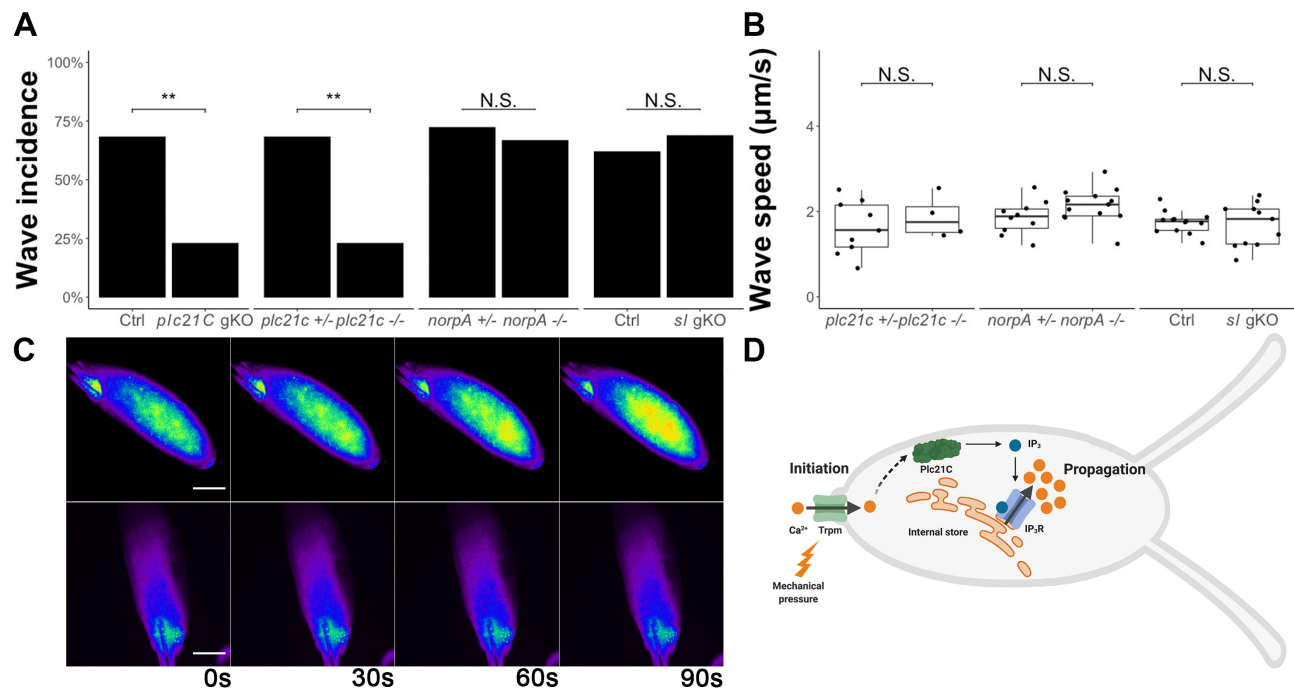 A
Wave incidence
100%
75%
50%
25%
0%
**
**
N.S.
N.S.
Ctrl plc21C gKO
plc21c +/- plc21c -/-
norpA +/- norpA -/-
Ctrl sl gKO
B
Wave speed (µm/s)
4
2
0
N.S.
N.S.
N.S.
plc21c +/- plc21c -/-
norpA +/- norpA -/-
Ctrl sl gKO
C
0s
30s
60s
90s
D
Initiation
Ca²⁺
Trpm
Mechanical
pressure
Plc21C
IP₃
Propagation
Internal store
IP₃R